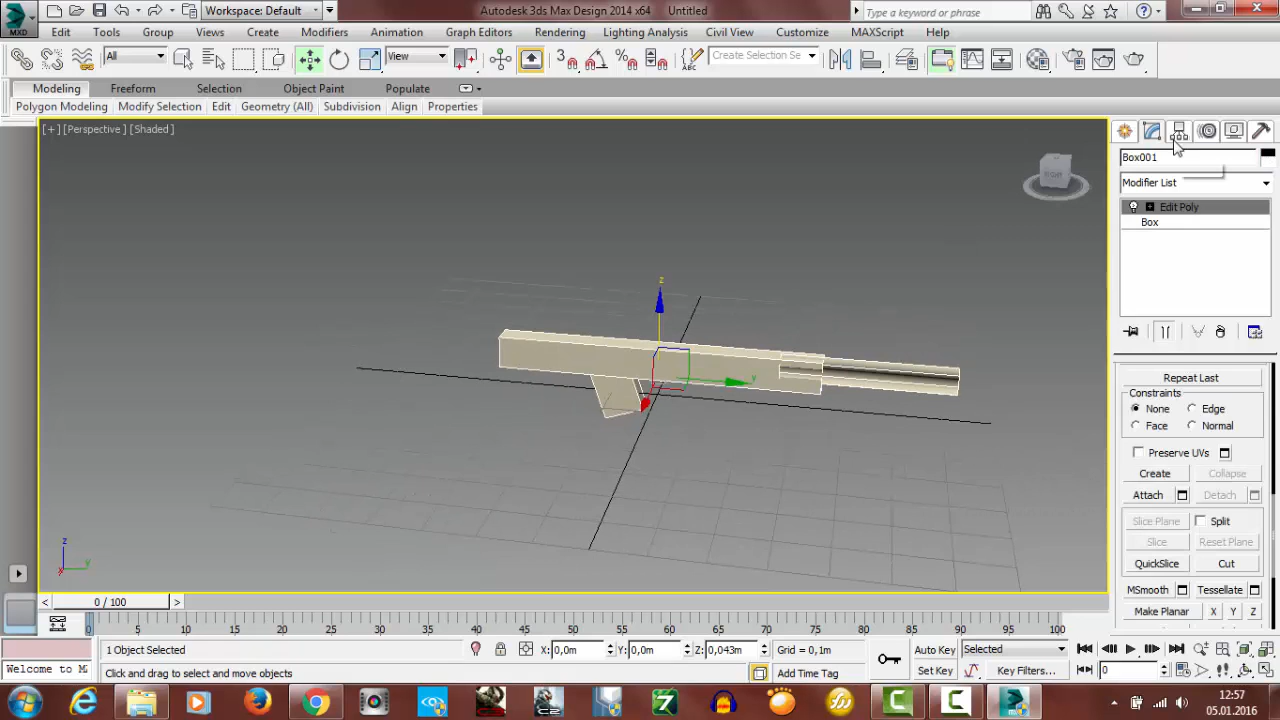 Workspace: Default
Autodesk 3ds Max Design 2014 x64 Untitled
Type a keyword or phrase
MXD
Edit Tools Group Views Create Modifiers Animation Graph Editors Rendering Lighting Analysis Civil View Customize MAXScript Help
All
View
Create Selection Se
Modeling Freeform Selection Object Paint Populate
Polygon Modeling Modify Selection Edit Geometry (All) Subdivision Align Properties
[+] [Perspective] [Shaded]
Box001
Modifier List
Edit Poly
Box
z
y
Repeat Last
Constraints
None Edge
Face Normal
Preserve UVs
Create Collapse
Attach Detach
Slice Plane Split
Slice Reset Plane
QuickSlice Cut
MSmooth Tessellate
Make Planar X Y Z
z
y
x
< 0 / 100 >
0 5 10 15 20 25 30 35 40 45 50 55 60 65 70 75 80 85 90 95 100
1 Object Selected X: 0,0m Y: 0,0m Z: 0,043m Grid = 0,1m Auto Key Selected
Welcome to M Click and drag to select and move objects Add Time Tag Set Key Key Filters... 0
12:57
05.01.2016